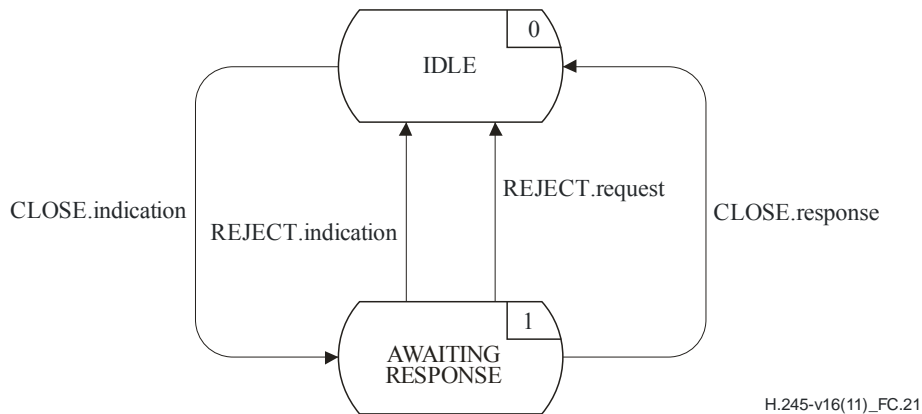 0
IDLE
REJECT.request
CLOSE.indication
CLOSE.response
REJECT.indication
1
AWAITING
RESPONSE
H.245-v16(11)_FC.21